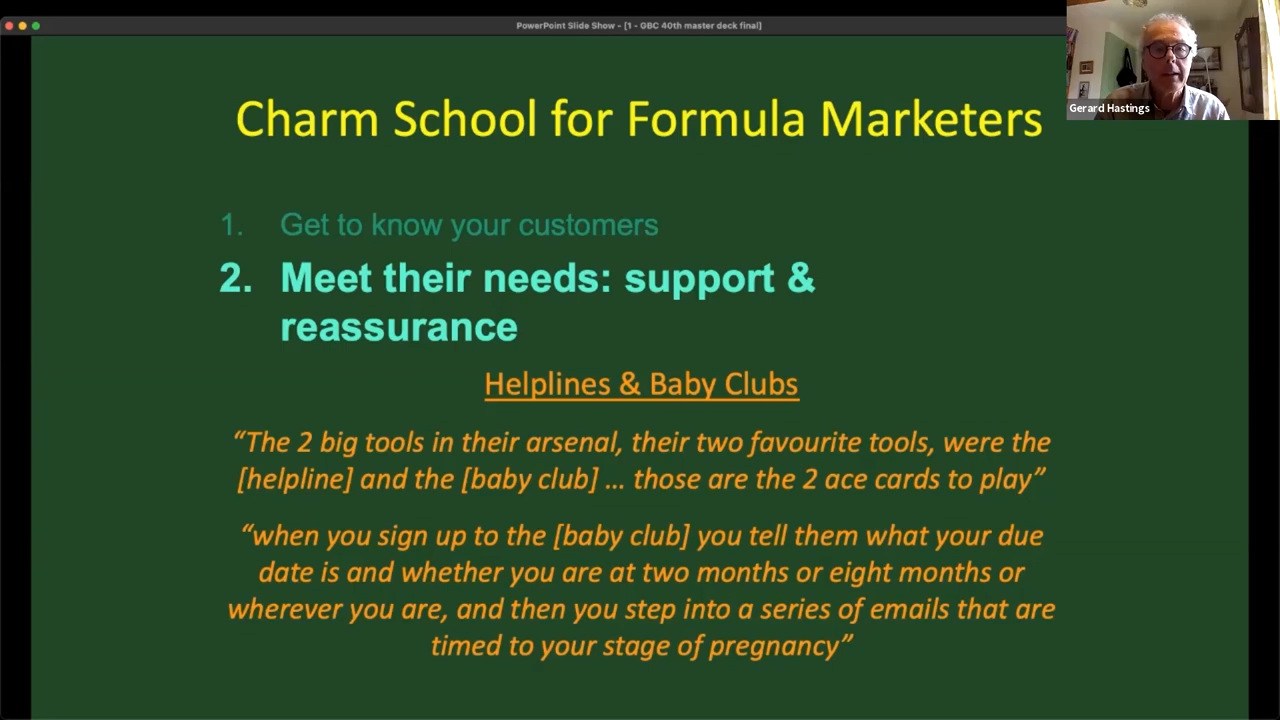 PowerPoint Slide Show - [1 - GBC 40th master deck final]
Gerard Hastings
Charm School for Formula Marketers
1. Get to know your customers
2. Meet their needs: support &
reassurance
Helplines & Baby Clubs
“The 2 big tools in their arsenal, their two favourite tools, were the
[helpline] and the [baby club] … those are the 2 ace cards to play”
“when you sign up to the [baby club] you tell them what your due
date is and whether you are at two months or eight months or
wherever you are, and then you step into a series of emails that are
timed to your stage of pregnancy”